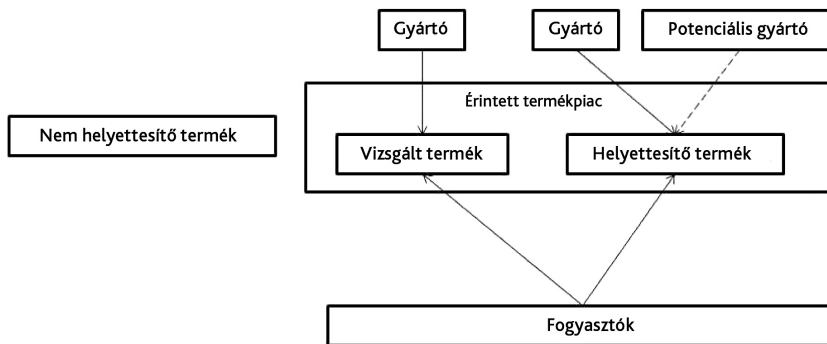 Gyártó
Gyártó
Potenciális gyártó
Érintett termékpiac
Nem helyettesítő termék
Vizsgált termék
Helyettesítő termék
Fogyasztók